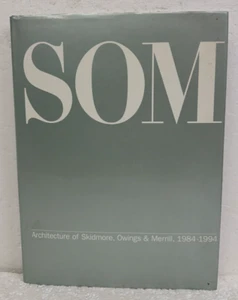 SOM
Architecture of Skidmore, Owings & Merrill, 1984-1994